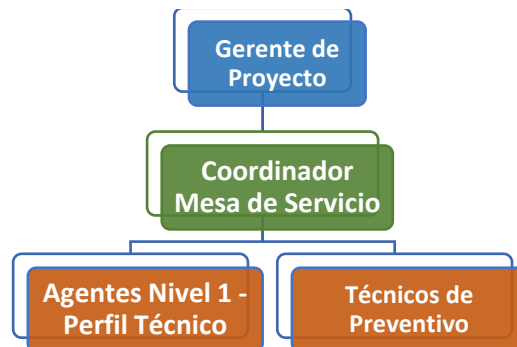 Gerente de
Proyecto
Coordinador
Mesa de Servicio
Agentes Nivel 1 -
Perfil Técnico
Técnicos de
Preventivo